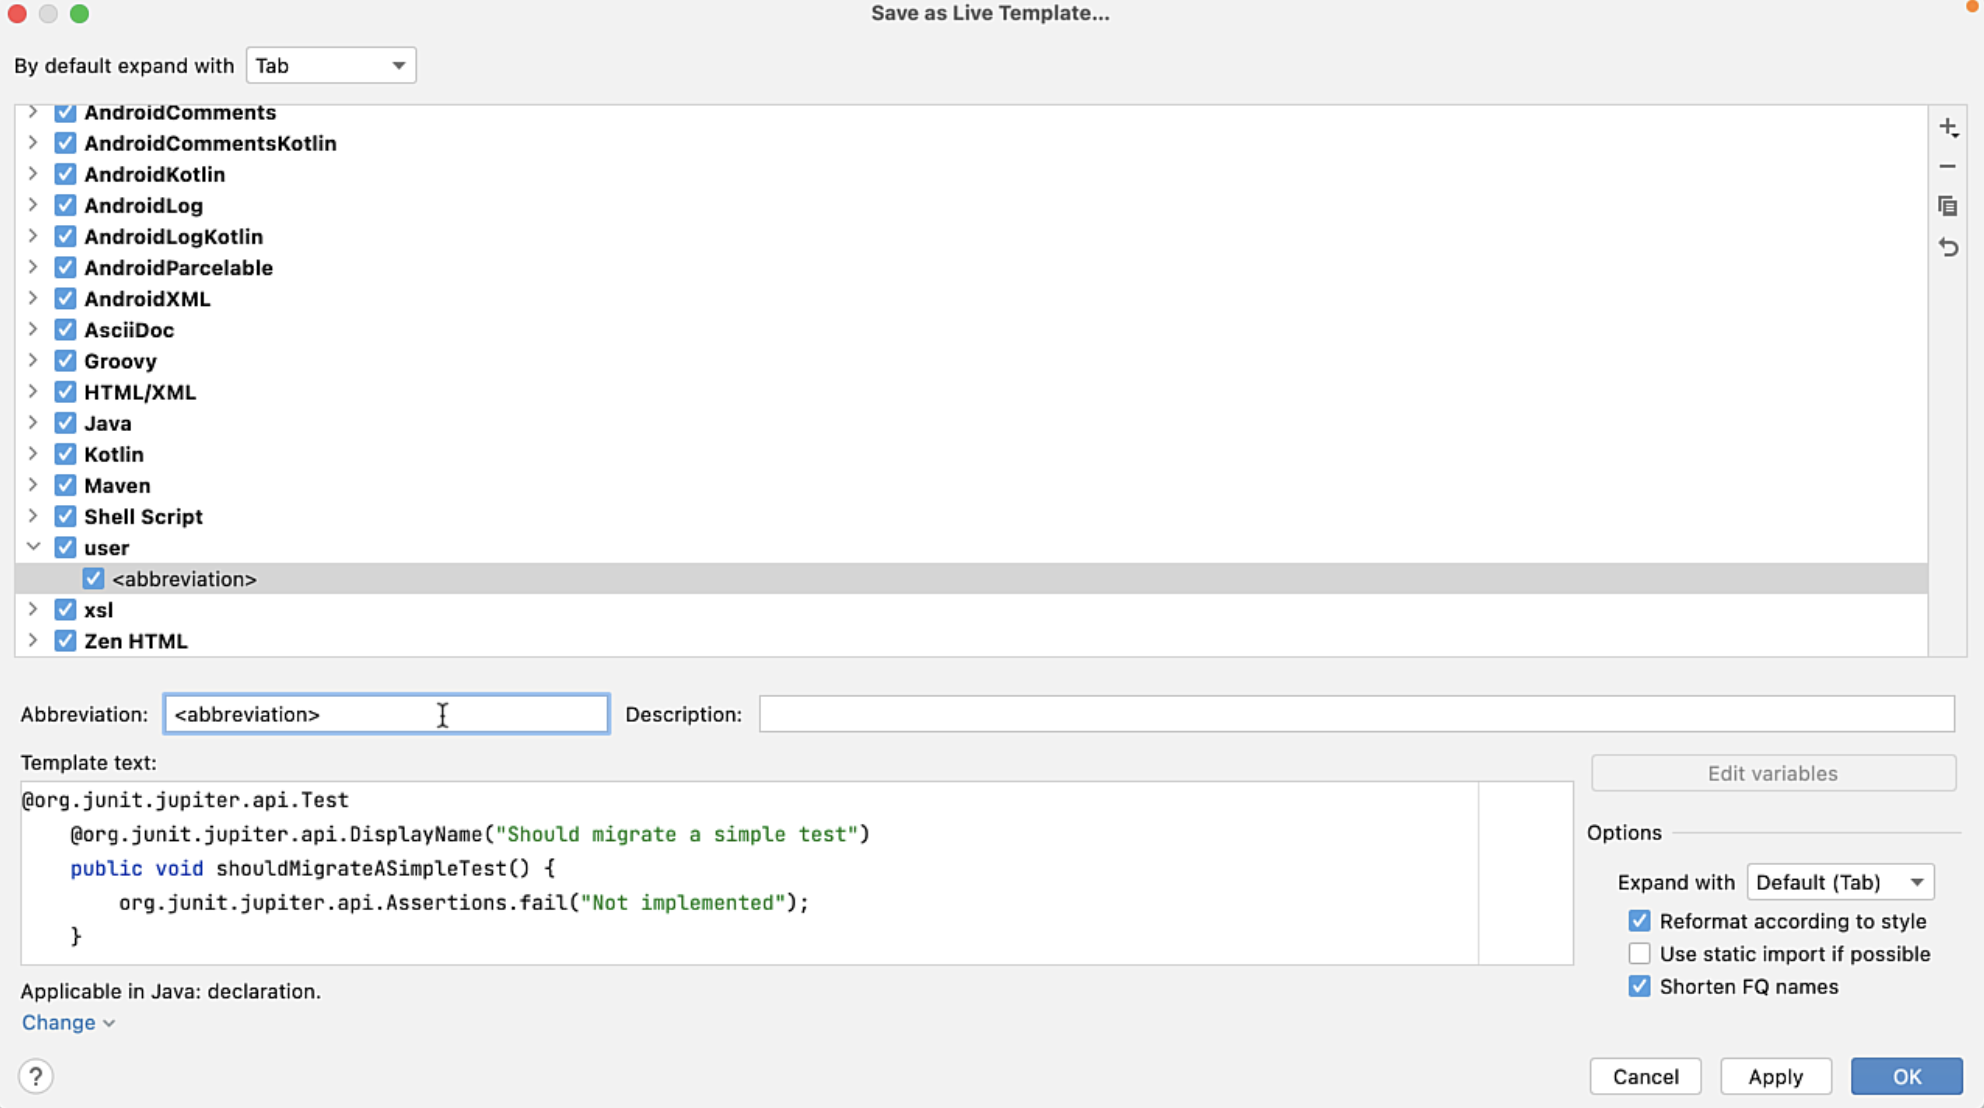 Save as Live Template...
By default expand with Tab
AndroidComments
AndroidCommentsKotlin
AndroidKotlin
AndroidLog
AndroidLogKotlin
AndroidParcelable
AndroidXML
AsciiDoc
Groovy
HTML/XML
Java
Kotlin
Maven
Shell Script
user
<abbreviation>
xsl
Zen HTML
Abbreviation: <abbreviation> Description:
Template text:
Edit variables
@org.junit.jupiter.api.Test
@org.junit.jupiter.api.DisplayName("Should migrate a simple test")
public void shouldMigrateASimpleTest() {
org.junit.jupiter.api.Assertions.fail("Not implemented");
}
Options
Expand with Default (Tab)
Reformat according to style
Use static import if possible
Shorten FQ names
Applicable in Java: declaration.
Change
?
Cancel Apply OK